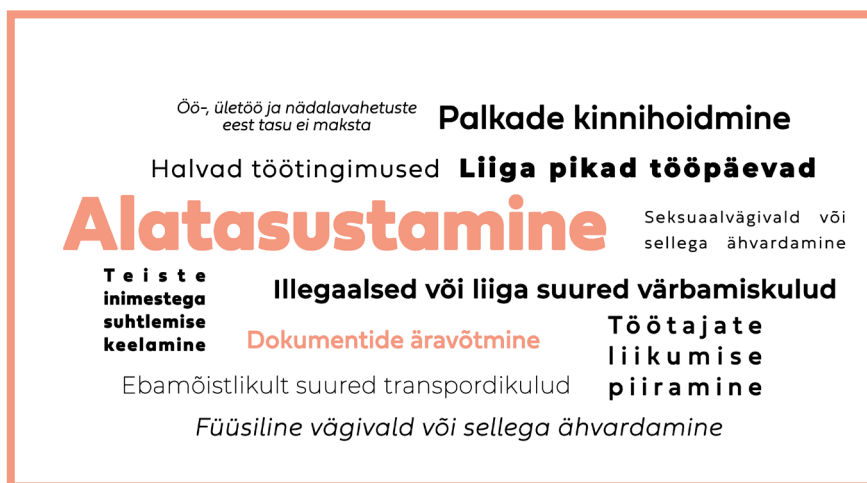 Öö-, ületöö ja nädalavahetuste
eest tasu ei maksta
Palkade kinnihoidmine
Halvad töötingimused
Liiga pikad tööpäevad
Alatasustamine
Seksuaalvägivald või
sellega ähvardamine
Teiste
inimestega
suhtlemise
keelamine
Illegaalsed või liiga suured värbamiskulud
Dokumentide äravõtmine
Töötajate
liikumise
piiramine
Ebamõistlikult suured transpordikulud
Füüsiline vägivald või sellega ähvardamine